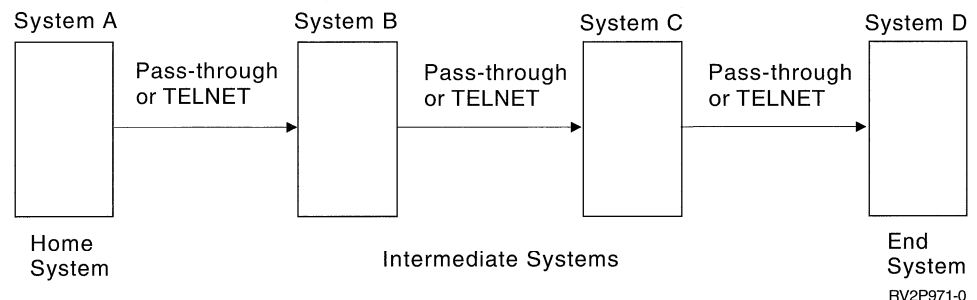 System A
System B
System C
System D
Pass-through
or TELNET
Pass-through
or TELNET
Pass-through
or TELNET
Home
System
Intermediate Systems
End
System
RV2P971-0